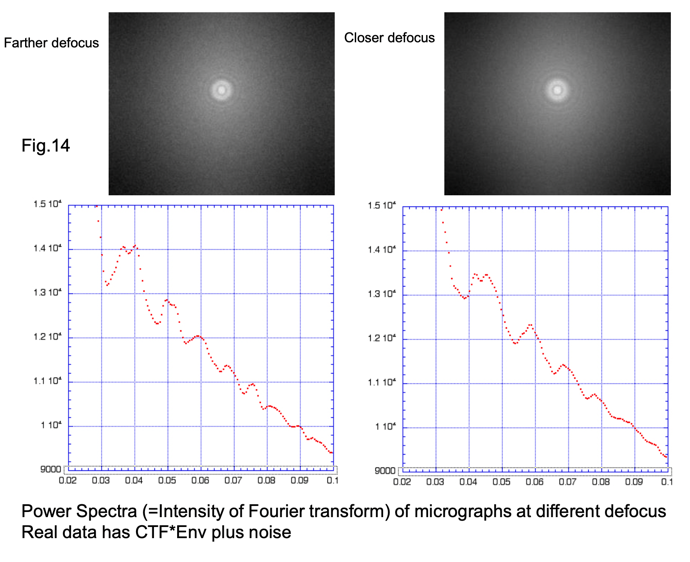 Farther defocus
Closer defocus
Fig.14
1.5 10⁴
1.4 10⁴
1.3 10⁴
1.2 10⁴
1.1 10⁴
1 10⁴
9000
0.02 0.03 0.04 0.05 0.06 0.07 0.08 0.09 0.1
1.5 10⁴
1.4 10⁴
1.3 10⁴
1.2 10⁴
1.1 10⁴
1 10⁴
9000
0.02 0.03 0.04 0.05 0.06 0.07 0.08 0.09 0.1
Power Spectra (=Intensity of Fourier transform) of micrographs at different defocus
Real data has CTF*Env plus noise